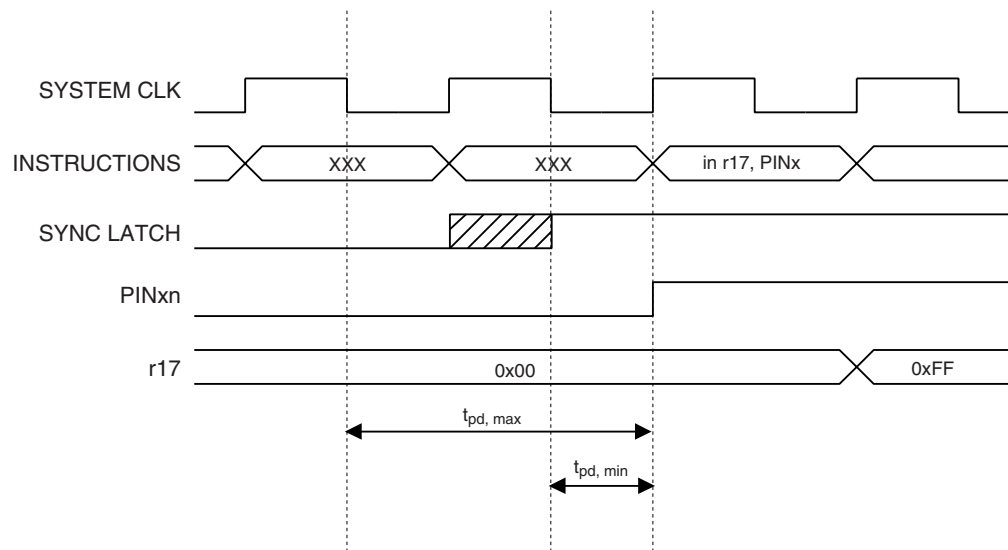 SYSTEM CLK
INSTRUCTIONS XXX XXX in r17, PINx
SYNC LATCH
PINxn
r17 0x00 0xFF
tpd, max
tpd, min